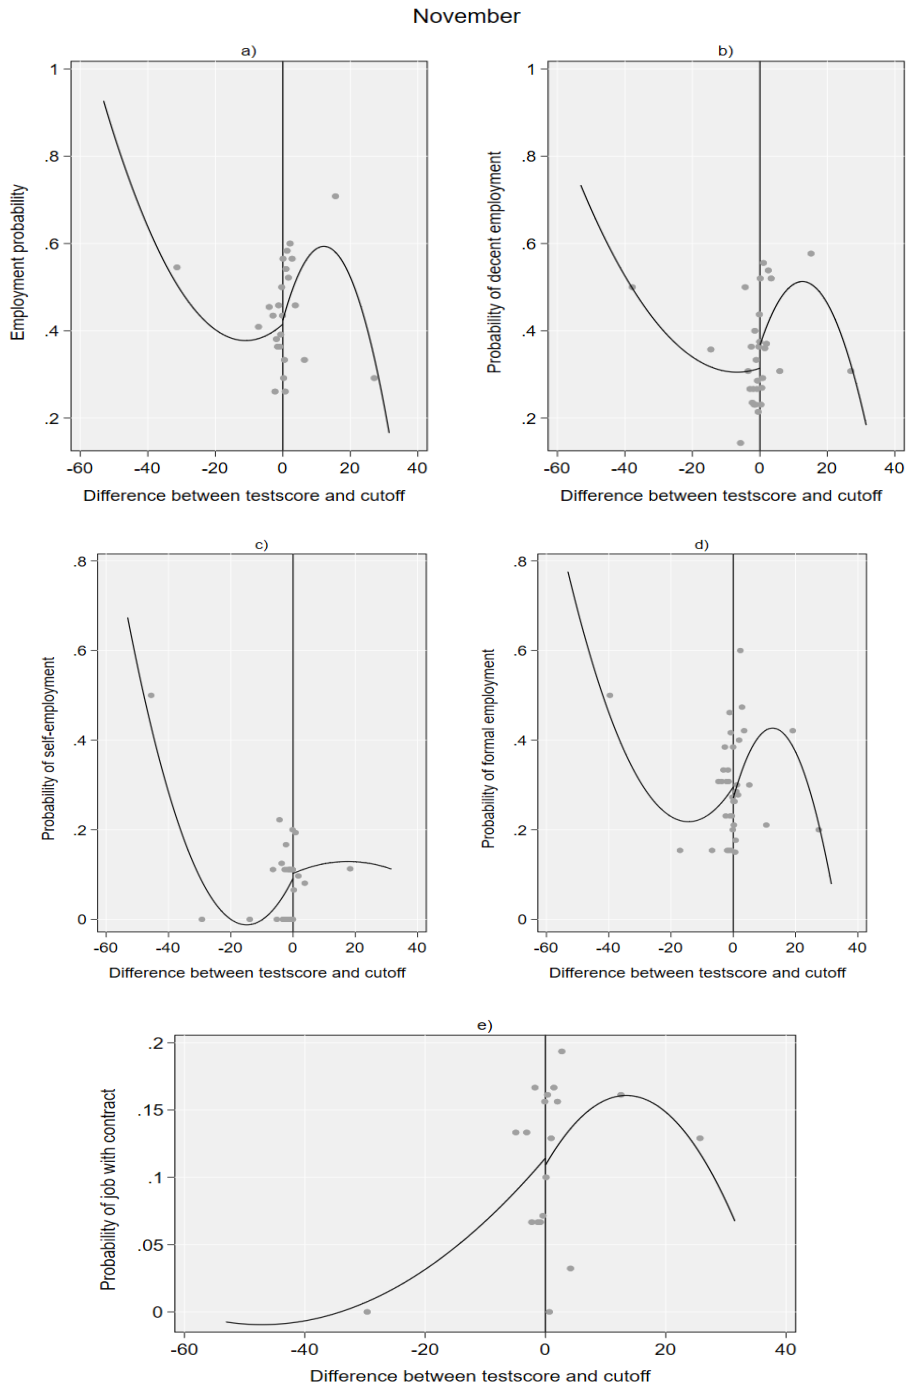 November
a)
Employment probability
1
.8
.6
.4
.2
-60 -40 -20 0 20 40
Difference between testscore and cutoff
b)
Probability of decent employment
1
.8
.6
.4
.2
-60 -40 -20 0 20 40
Difference between testscore and cutoff
c)
Probability of self-employment
.8
.6
.4
.2
0
-60 -40 -20 0 20 40
Difference between testscore and cutoff
d)
Probability of formal employment
.8
.6
.4
.2
0
-60 -40 -20 0 20 40
Difference between testscore and cutoff
e)
Probability of job with contract
.2
.15
.1
.05
0
-60 -40 -20 0 20 40
Difference between testscore and cutoff